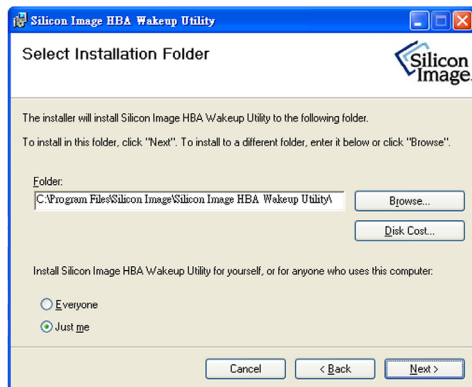 Silicon Image HBA Wakeup Utility
Select Installation Folder
Silicon
Image
The installer will install Silicon Image HBA Wakeup Utility to the following folder.
To install in this folder, click "Next". To install to a different folder, enter it below or click "Browse".
Folder:
C:\Program Files\Silicon Image\Silicon Image HBA Wakeup Utility\
Browse...
Disk Cost...
Install Silicon Image HBA Wakeup Utility for yourself, or for anyone who uses this computer:
Everyone
Just me
Cancel
< Back
Next >